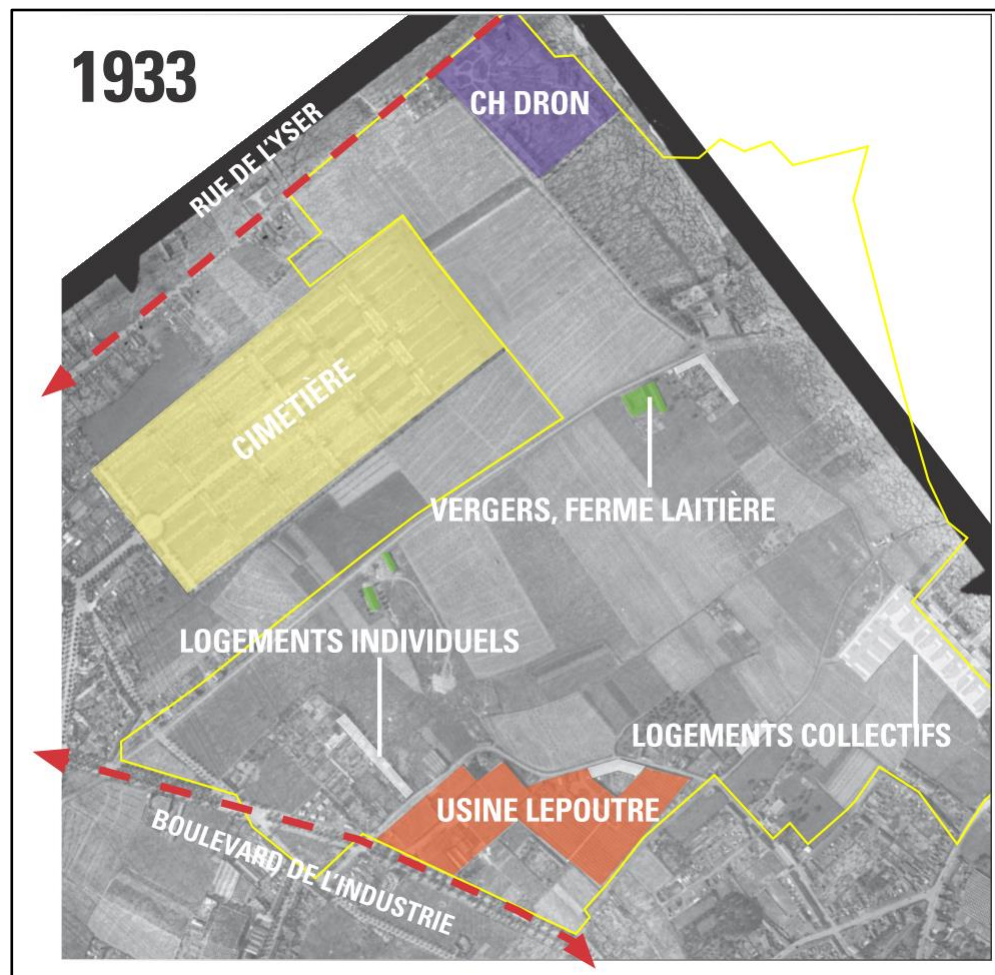 1933
RUE DE L'YSER
CH DRON
CIMETIÈRE
VERGERS, FERME LAITIÈRE
LOGEMENTS INDIVIDUELS
LOGEMENTS COLLECTIFS
USINE LEPOUTRE
BOULEVARD DE L'INDUSTRIE